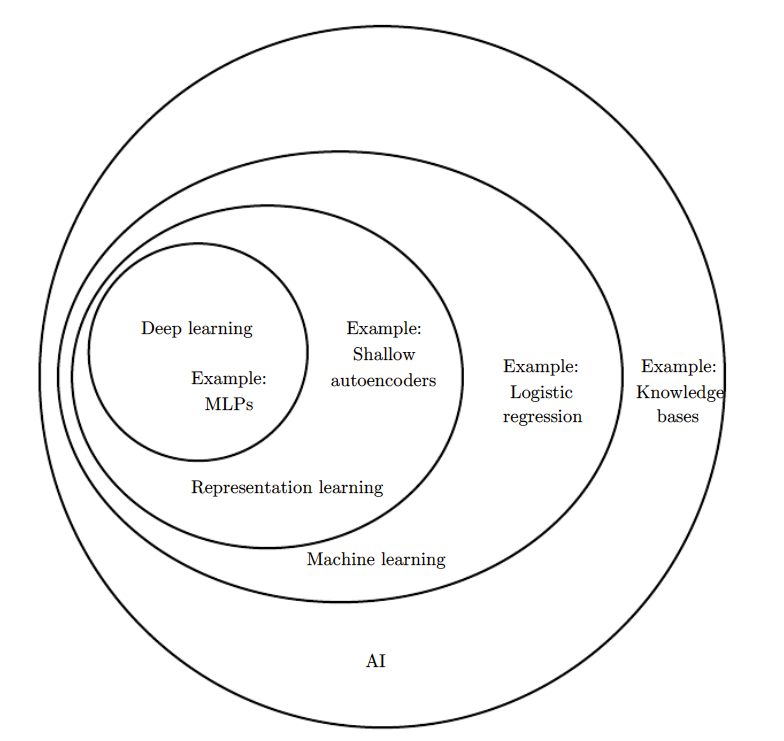 Deep learning
Example:
MLPs
Example:
Shallow
autoencoders
Example:
Logistic
regression
Example:
Knowledge
bases
Representation learning
Machine learning
AI